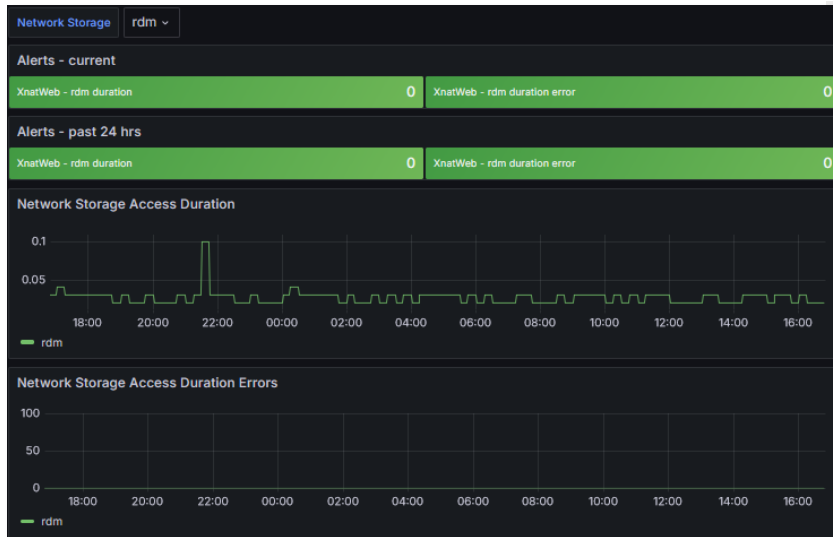 Network Storage rdm
Alerts - current
XnatWeb - rdm duration 0 XnatWeb - rdm duration error 0
Alerts - past 24 hrs
XnatWeb - rdm duration 0 XnatWeb - rdm duration error 0
Network Storage Access Duration
0.1
0.05
18:00 20:00 22:00 00:00 02:00 04:00 06:00 08:00 10:00 12:00 14:00 16:00
rdm
Network Storage Access Duration Errors
100
50
0
18:00 20:00 22:00 00:00 02:00 04:00 06:00 08:00 10:00 12:00 14:00 16:00
rdm